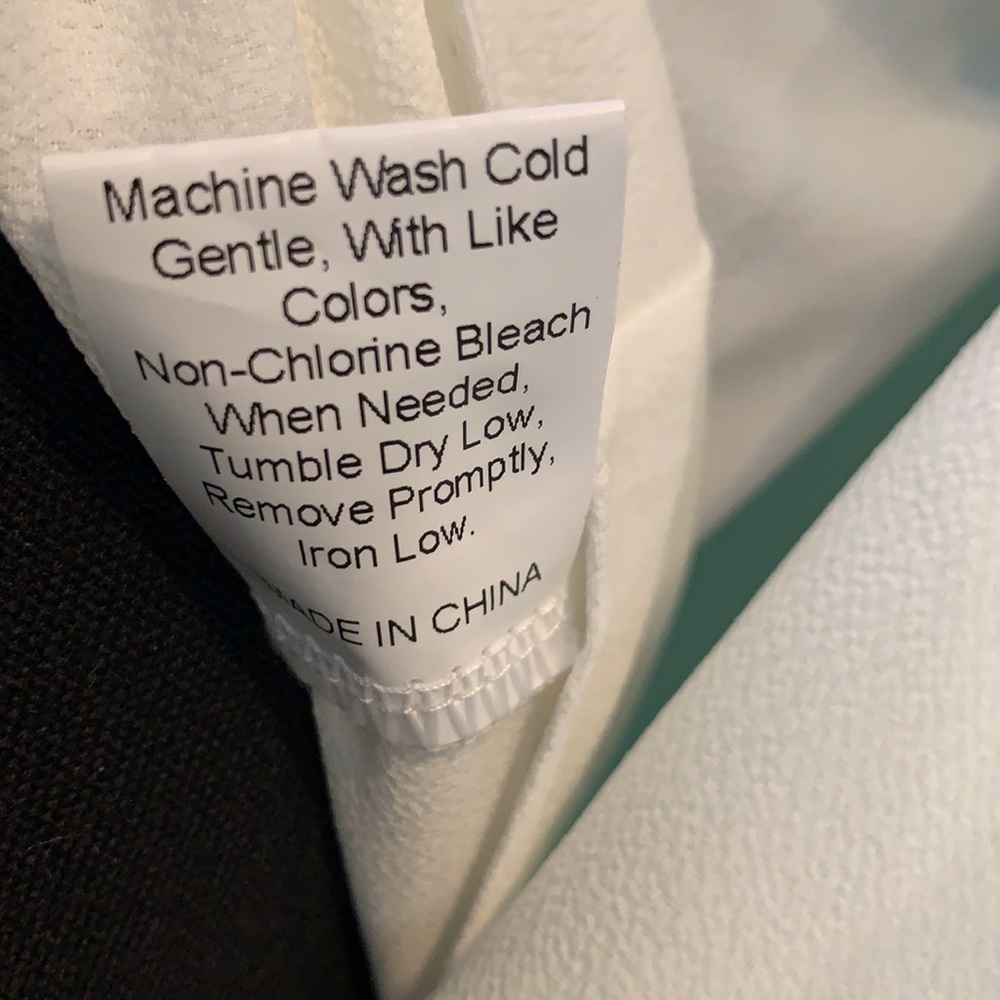 Machine Wash Cold
Gentle, With Like
Colors,
Non-Chlorine Bleach
When Needed,
Tumble Dry Low,
Remove Promptly,
Iron Low.
MADE IN CHINA